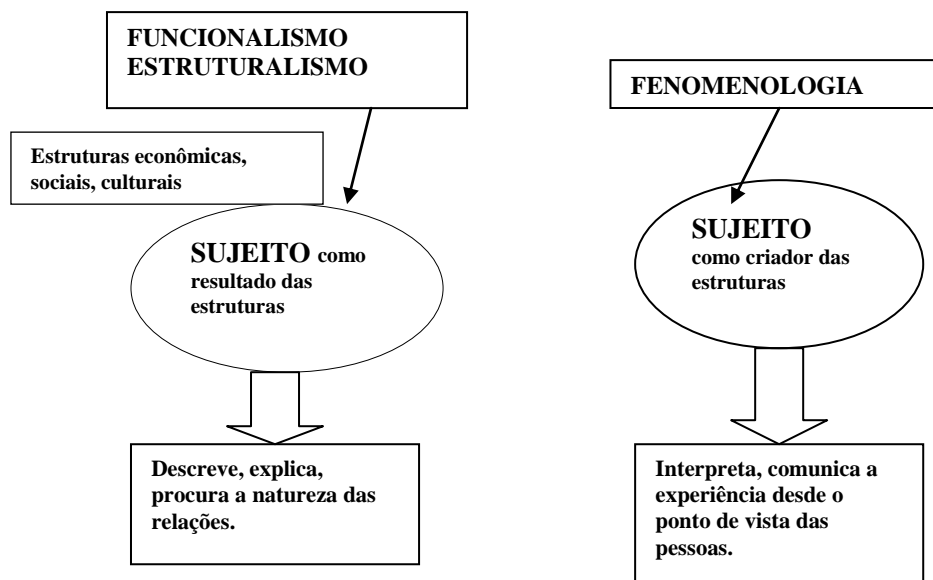 FUNCIONALISMO
ESTRUTURALISMO
Estruturas econômicas,
sociais, culturais
SUJEITO como
resultado das
estruturas
Descreve, explica,
procura a natureza das
relações.
FENOMENOLOGIA
SUJEITO
como criador das
estruturas
Interpreta, comunica a
experiência desde o
ponto de vista das
pessoas.